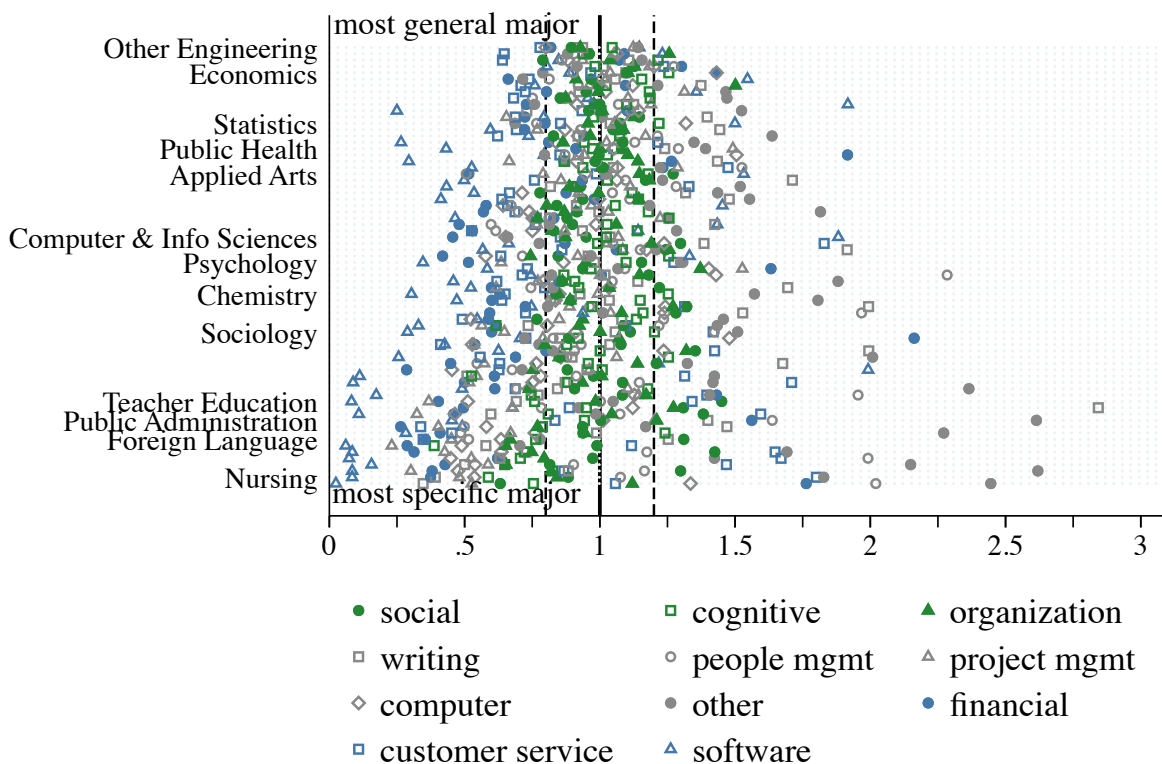 most general major
Other Engineering
Economics
Statistics
Public Health
Applied Arts
Computer & Info Sciences
Psychology
Chemistry
Sociology
Teacher Education
Public Administration
Foreign Language
Nursing
most specific major
0 .5 1 1.5 2 2.5 3
social cognitive organization
writing people mgmt project mgmt
computer other financial
customer service software